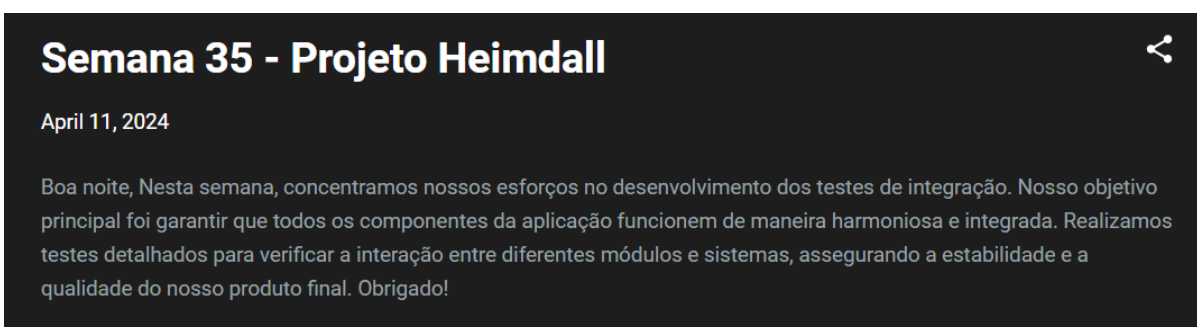 Semana 35 - Projeto Heimdall
April 11, 2024
Boa noite, Nesta semana, concentramos nossos esforços no desenvolvimento dos testes de integração. Nosso objetivo
principal foi garantir que todos os componentes da aplicação funcionem de maneira harmoniosa e integrada. Realizamos
testes detalhados para verificar a interação entre diferentes módulos e sistemas, assegurando a estabilidade e a
qualidade do nosso produto final. Obrigado!